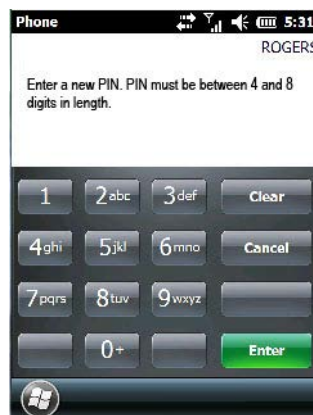 Phone 5:31
ROGERS
Enter a new PIN. PIN must be between 4 and 8
digits in length.
1 2abc 3def Clear
4ghi 5jkl 6mno Cancel
7pqrs 8tuv 9wxyz
0+ Enter